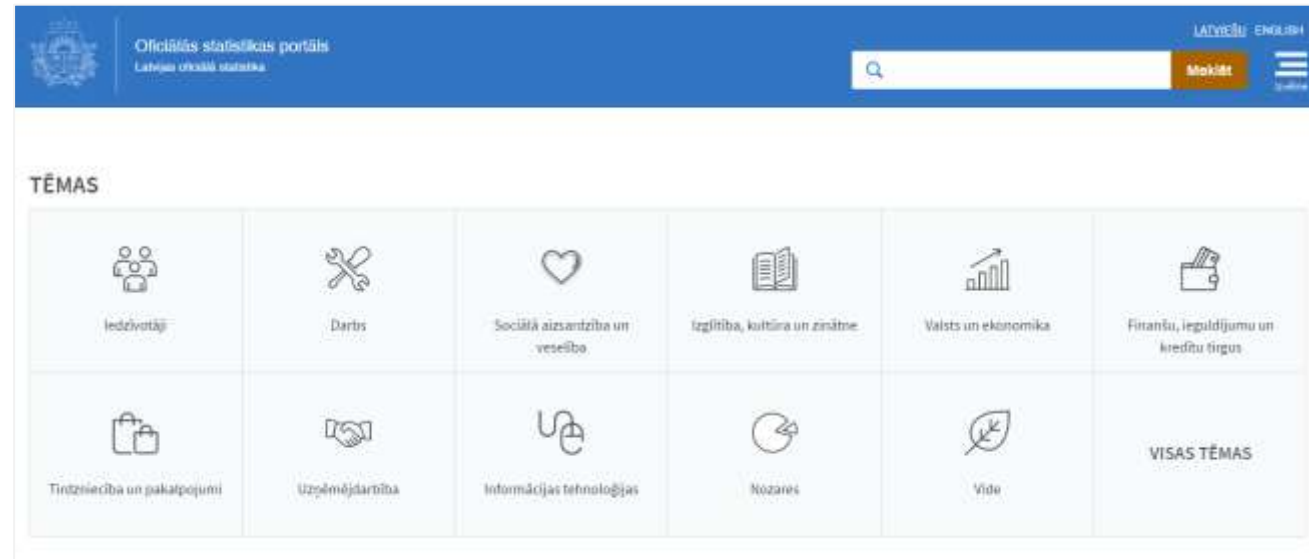 LATVIEŠU ENGLISH
Oficiālās statistikas portāls
Latvijas oficiālā statistika
Meklēt
TĒMAS
Iedzīvotāji
Darbs
Sociālā aizsardzība un
veselība
Izglītība, kultūra un zinātne
Valsts un ekonomika
Finanšu, ieguldījumu un
kredītu tirgus
Tirdzniecība un pakalpojumi
Uzņēmējdarbība
Informācijas tehnoloģijas
Nozares
Vide
VISAS TĒMAS